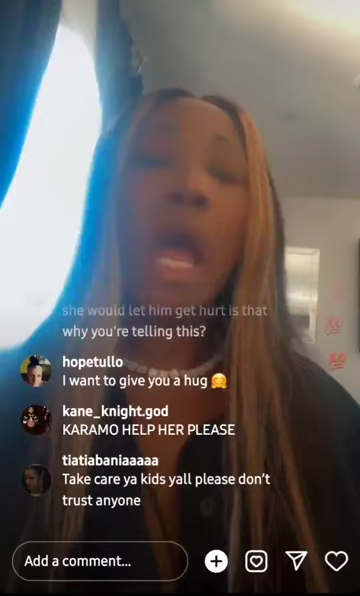 she would let him get hurt is that
why you're telling this?
hopetullo
I want to give you a hug 🤗
kane_knight.god
KARAMO HELP HER PLEASE
tiatiabaniaaaaa
Take care ya kids yall please don't
trust anyone
Add a comment...